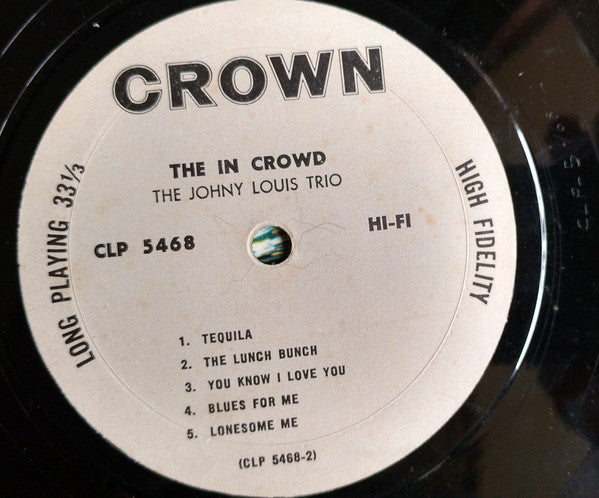 CROWN
THE IN CROWD
THE JOHNY LOUIS TRIO
LONG PLAYING 33 1/3
CLP 5468
HI-FI
HIGH FIDELITY
1. TEQUILA
2. THE LUNCH BUNCH
3. YOU KNOW I LOVE YOU
4. BLUES FOR ME
5. LONESOME ME
(CLP 5468-2)